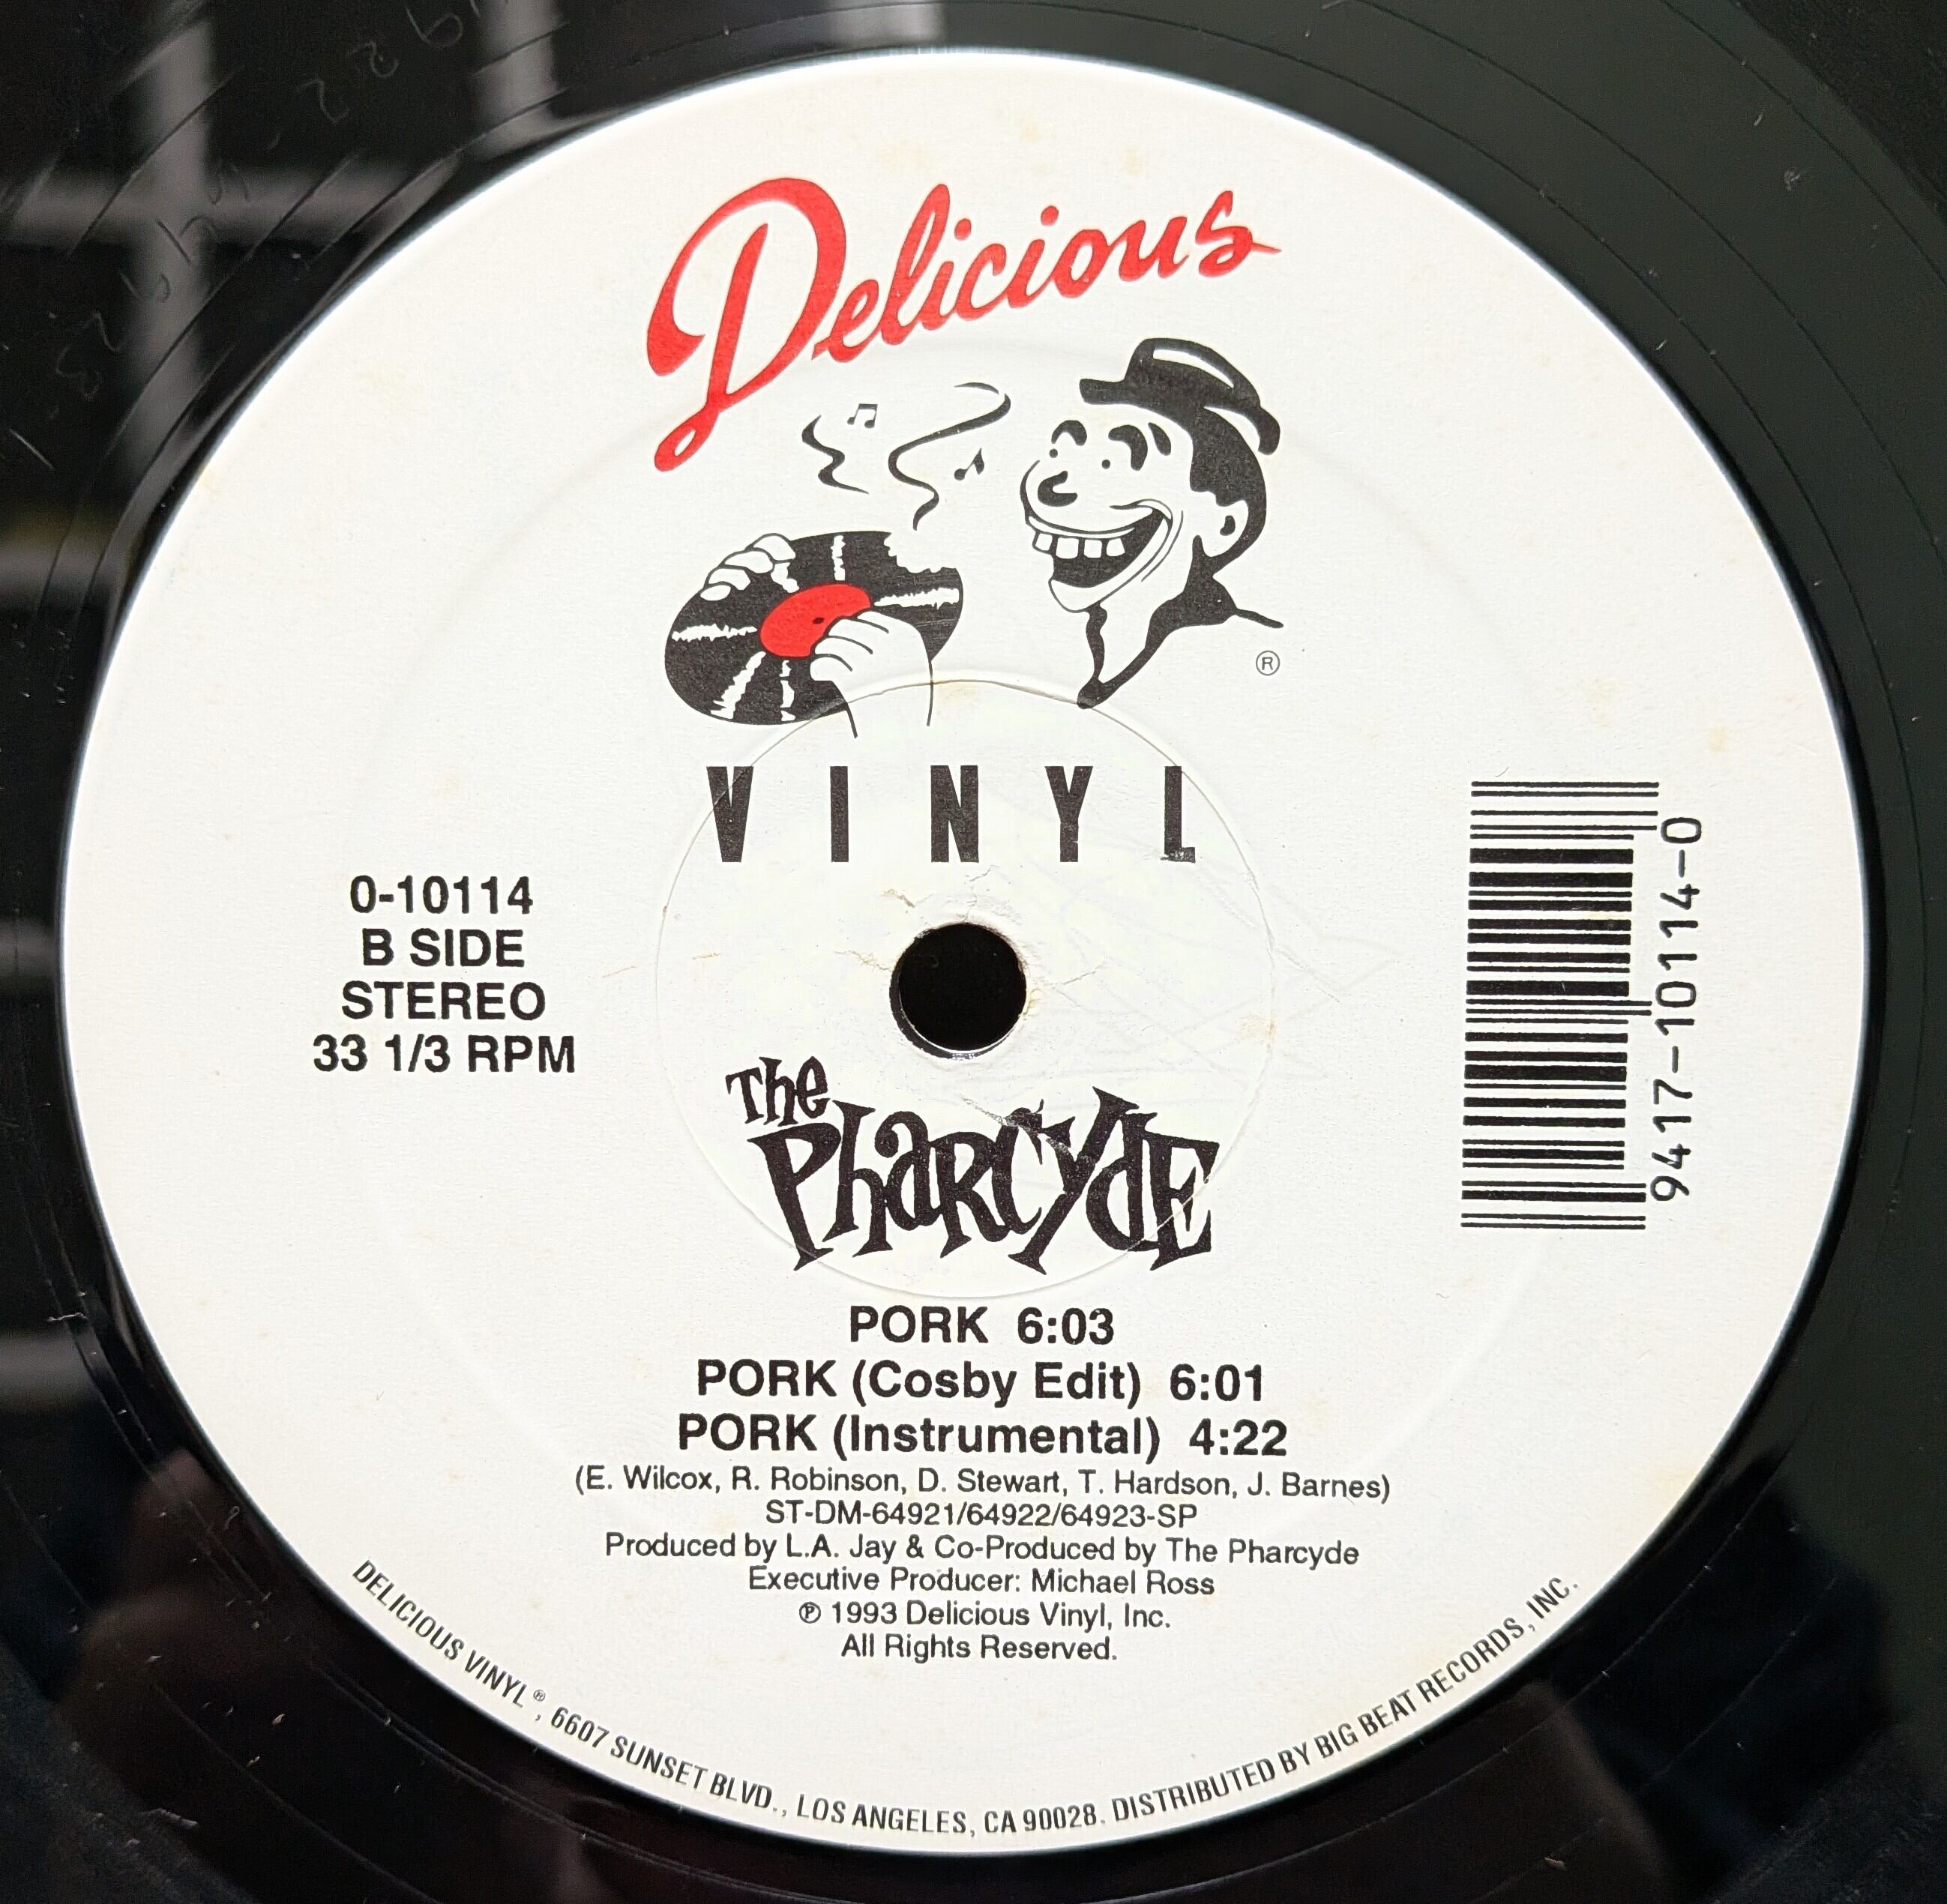 Delicious
®
VINYL
0-10114
B SIDE
STEREO
33 1/3 RPM
9417-10114-0
The
PharcydE
PORK 6:03
PORK (Cosby Edit) 6:01
PORK (Instrumental) 4:22
(E. Wilcox, R. Robinson, D. Stewart, T. Hardson, J. Barnes)
ST-DM-64921/64922/64923-SP
Produced by L.A. Jay & Co-Produced by The Pharcyde
Executive Producer: Michael Ross
℗ 1993 Delicious Vinyl, Inc.
All Rights Reserved.
DELICIOUS VINYL®, 6607 SUNSET BLVD., LOS ANGELES, CA 90028. DISTRIBUTED BY BIG BEAT RECORDS, INC.